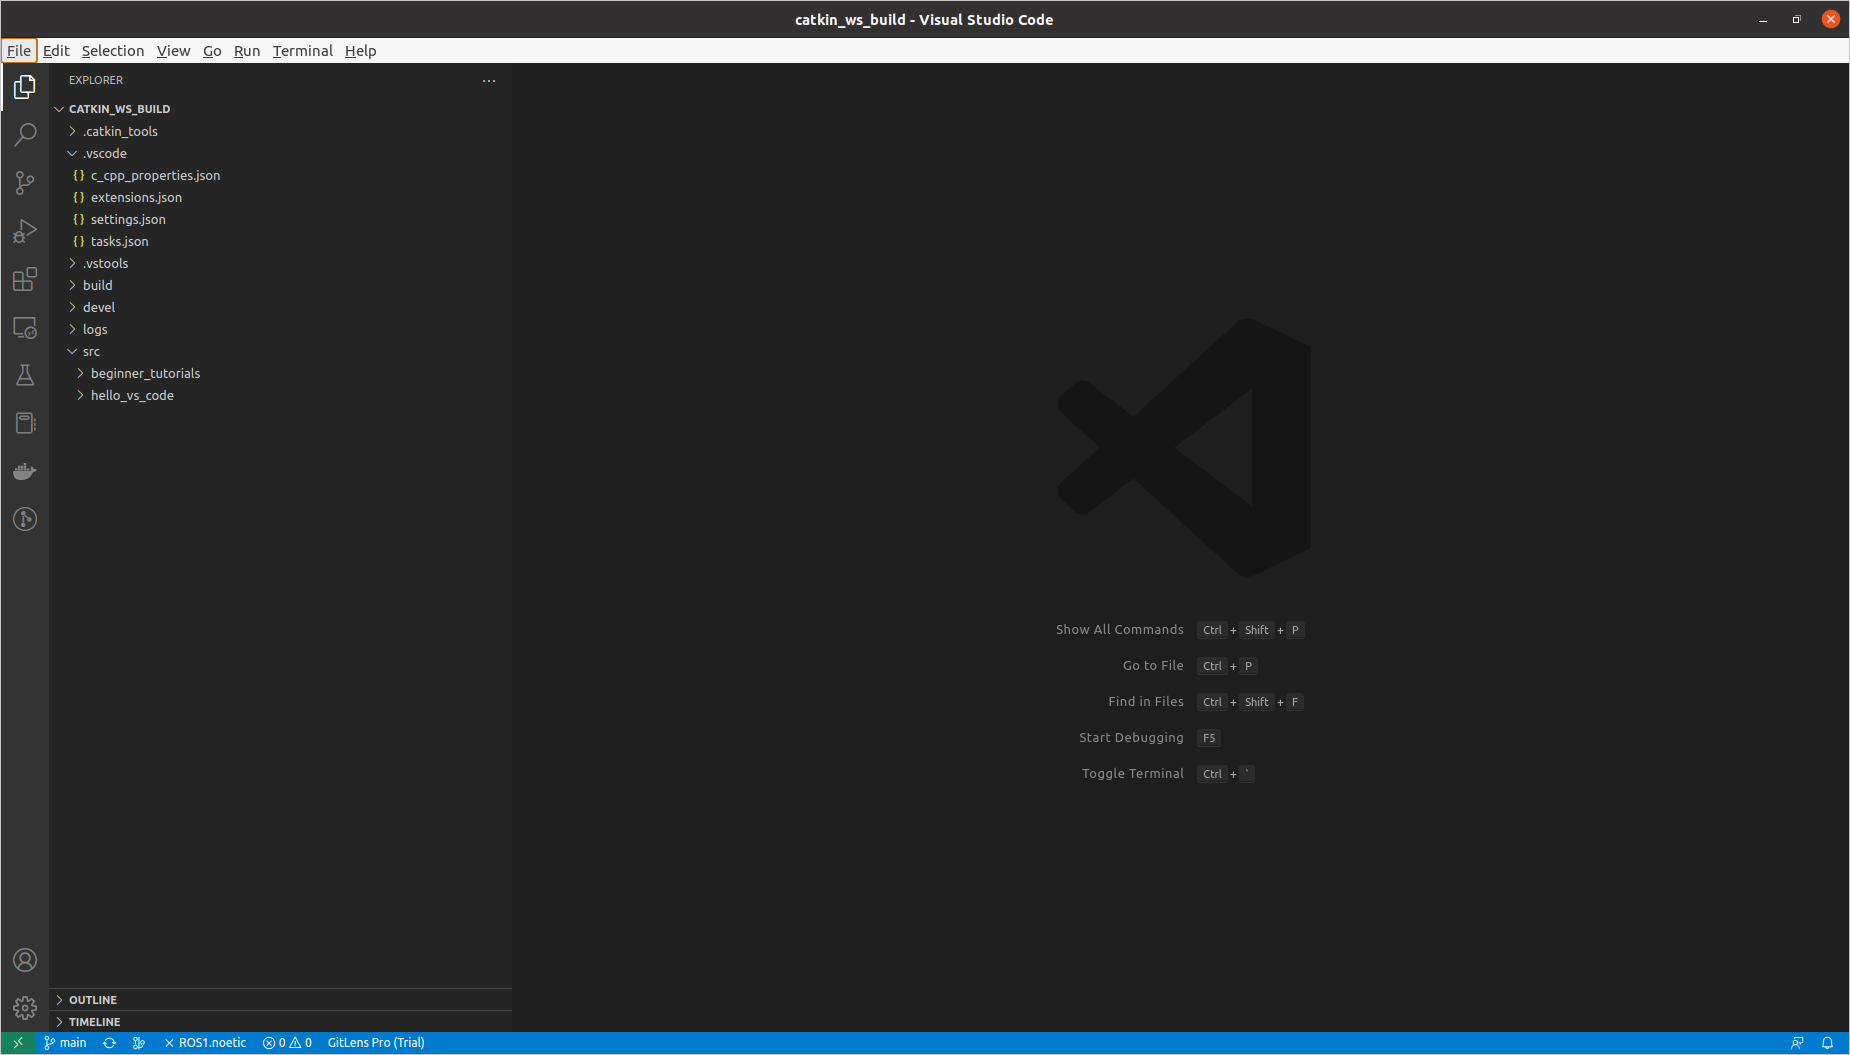 catkin_ws_build - Visual Studio Code
File Edit Selection View Go Run Terminal Help
EXPLORER
CATKIN_WS_BUILD
.catkin_tools
.vscode
{} c_cpp_properties.json
{} extensions.json
{} settings.json
{} tasks.json
.vstools
build
devel
logs
src
beginner_tutorials
hello_vs_code
Show All Commands Ctrl + Shift + P
Go to File Ctrl + P
Find in Files Ctrl + Shift + F
Start Debugging F5
Toggle Terminal Ctrl + `
OUTLINE
TIMELINE
main ROS1.noetic 0 0 GitLens Pro (Trial)